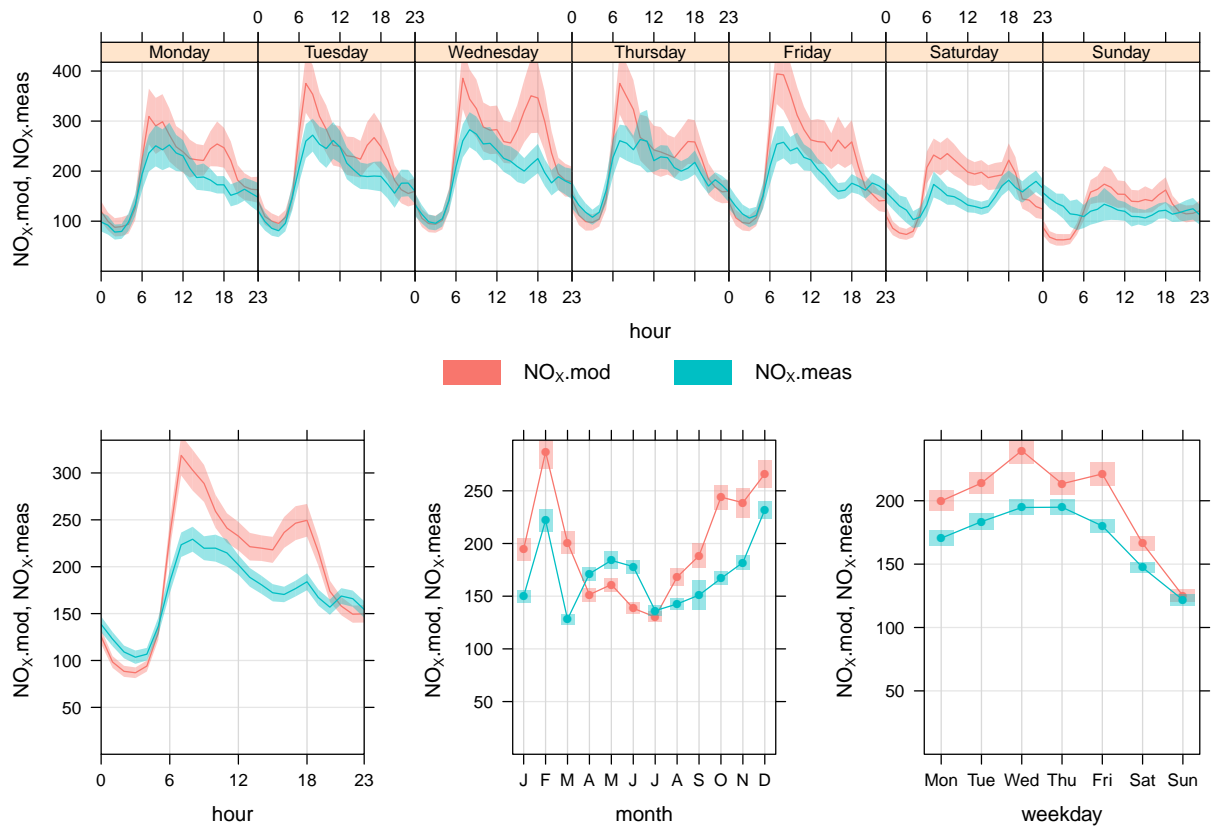 0 6 12 18 23 0 6 12 18 23 0 6 12 18 23
Monday Tuesday Wednesday Thursday Friday Saturday Sunday
400
300
200
100
NOX.mod, NOX.meas
0 6 12 18 23 0 6 12 18 23 0 6 12 18 23 0 6 12 18 23
hour
NOX.mod NOX.meas
300
250
200
150
100
50
NOX.mod, NOX.meas
0 6 12 18 23
hour
250
200
150
100
50
NOX.mod, NOX.meas
J F M A M J J A S O N D
month
200
150
100
50
NOX.mod, NOX.meas
Mon Tue Wed Thu Fri Sat Sun
weekday